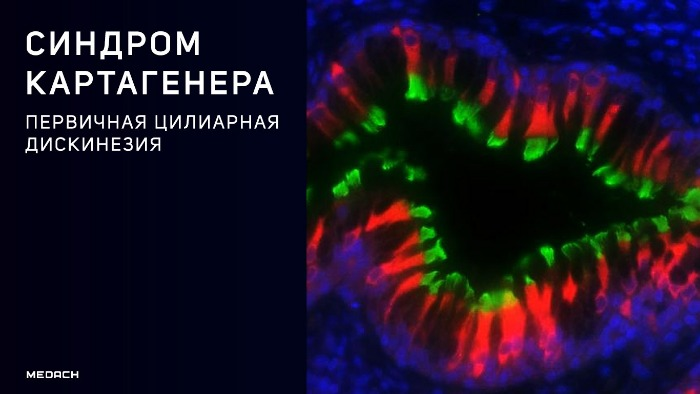 СИНДРОМ
КАРТАГЕНЕРА
ПЕРВИЧНАЯ ЦИЛИАРНАЯ
ДИСКИНЕЗИЯ
MEDACH